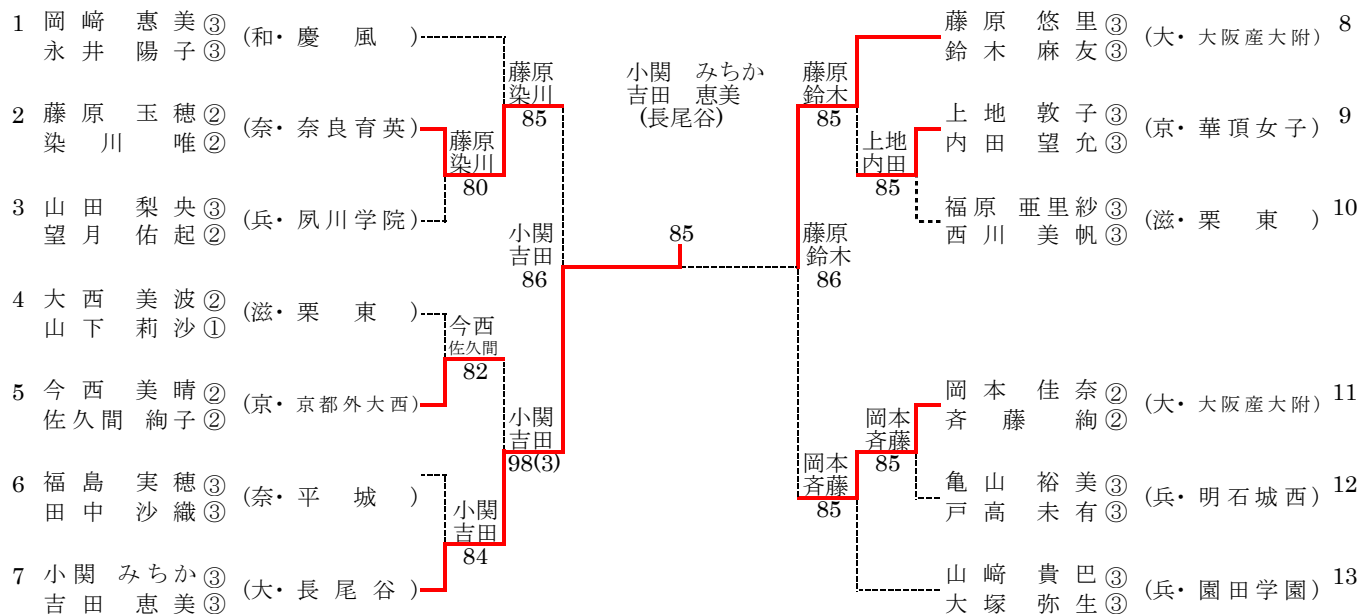 1 岡﨑 惠美③ (和・慶風)
永井 陽子③
2 藤原 玉穂② (奈・奈良育英)
染川 唯②
3 山田 梨央③ (兵・夙川学院)
望月 佑起②
4 大西 美波② (滋・栗東)
山下 莉沙①
5 今西 美晴② (京・京都外大西)
佐久間 絢子②
6 福島 実穂③ (奈・平城)
田中 沙織③
7 小関 みちか③ (大・長尾谷)
吉田 恵美③
藤原
染川
80
今西
佐久間
82
小関
吉田
84
藤原
染川
85
小関
吉田
98(3)
小関
吉田
86
小関 みちか
吉田 恵美
(長尾谷)
85
藤原
鈴木
86
藤原
鈴木
85
岡本
斉藤
85
上地
内田
85
岡本
斉藤
85
藤原 悠里③ (大・大阪産大附) 8
鈴木 麻友③
上地 敦子③ (京・華頂女子) 9
内田 望允③
福原 亜里紗③ (滋・栗東) 10
西川 美帆③
岡本 佳奈② (大・大阪産大附) 11
斉藤 絢②
亀山 裕美③ (兵・明石城西) 12
戸高 未有③
山﨑 貴巴③ (兵・園田学園) 13
大塚 弥生③